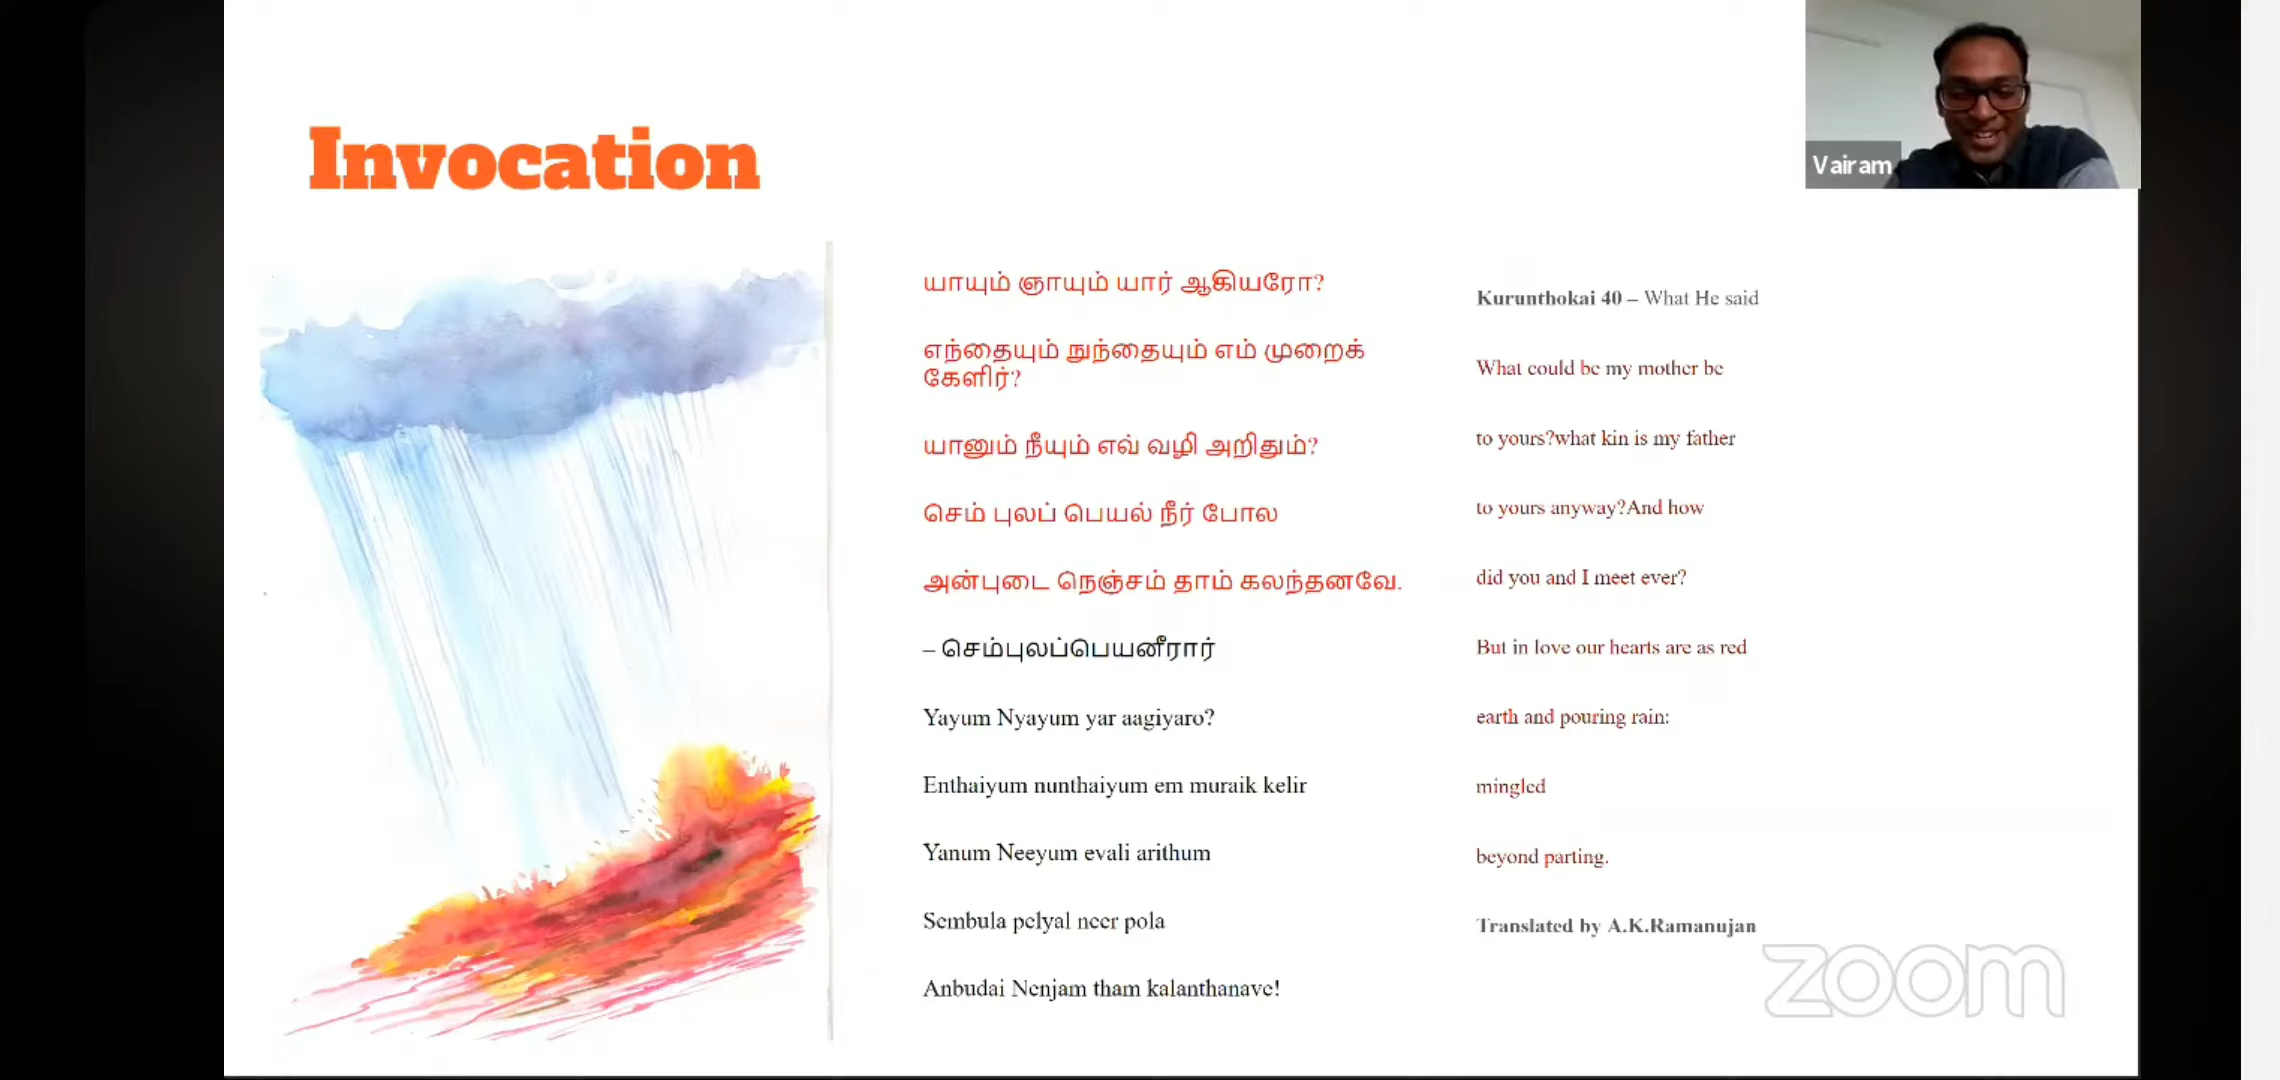 Invocation
Vairam
யாயும் ஞாயும் யார் ஆகியரோ?
எந்தையும் நுந்தையும் எம் முறைக்
கேளிர்?
யானும் நீயும் எவ் வழி அறிதும்?
செம் புலப் பெயல் நீர் போல
அன்புடை நெஞ்சம் தாம் கலந்தனவே.
– செம்புலப்பெயனீரார்
Yayum Nyayum yar aagiyaro?
Enthaiyum nunthaiyum em muraik kelir
Yanum Neeyum evali arithum
Sembula pelyal neer pola
Anbudai Nenjam tham kalanthanave!
Kurunthokai 40 – What He said
What could be my mother be
to yours?what kin is my father
to yours anyway?And how
did you and I meet ever?
But in love our hearts are as red
earth and pouring rain:
mingled
beyond parting.
Translated by A.K.Ramanujan
zoom